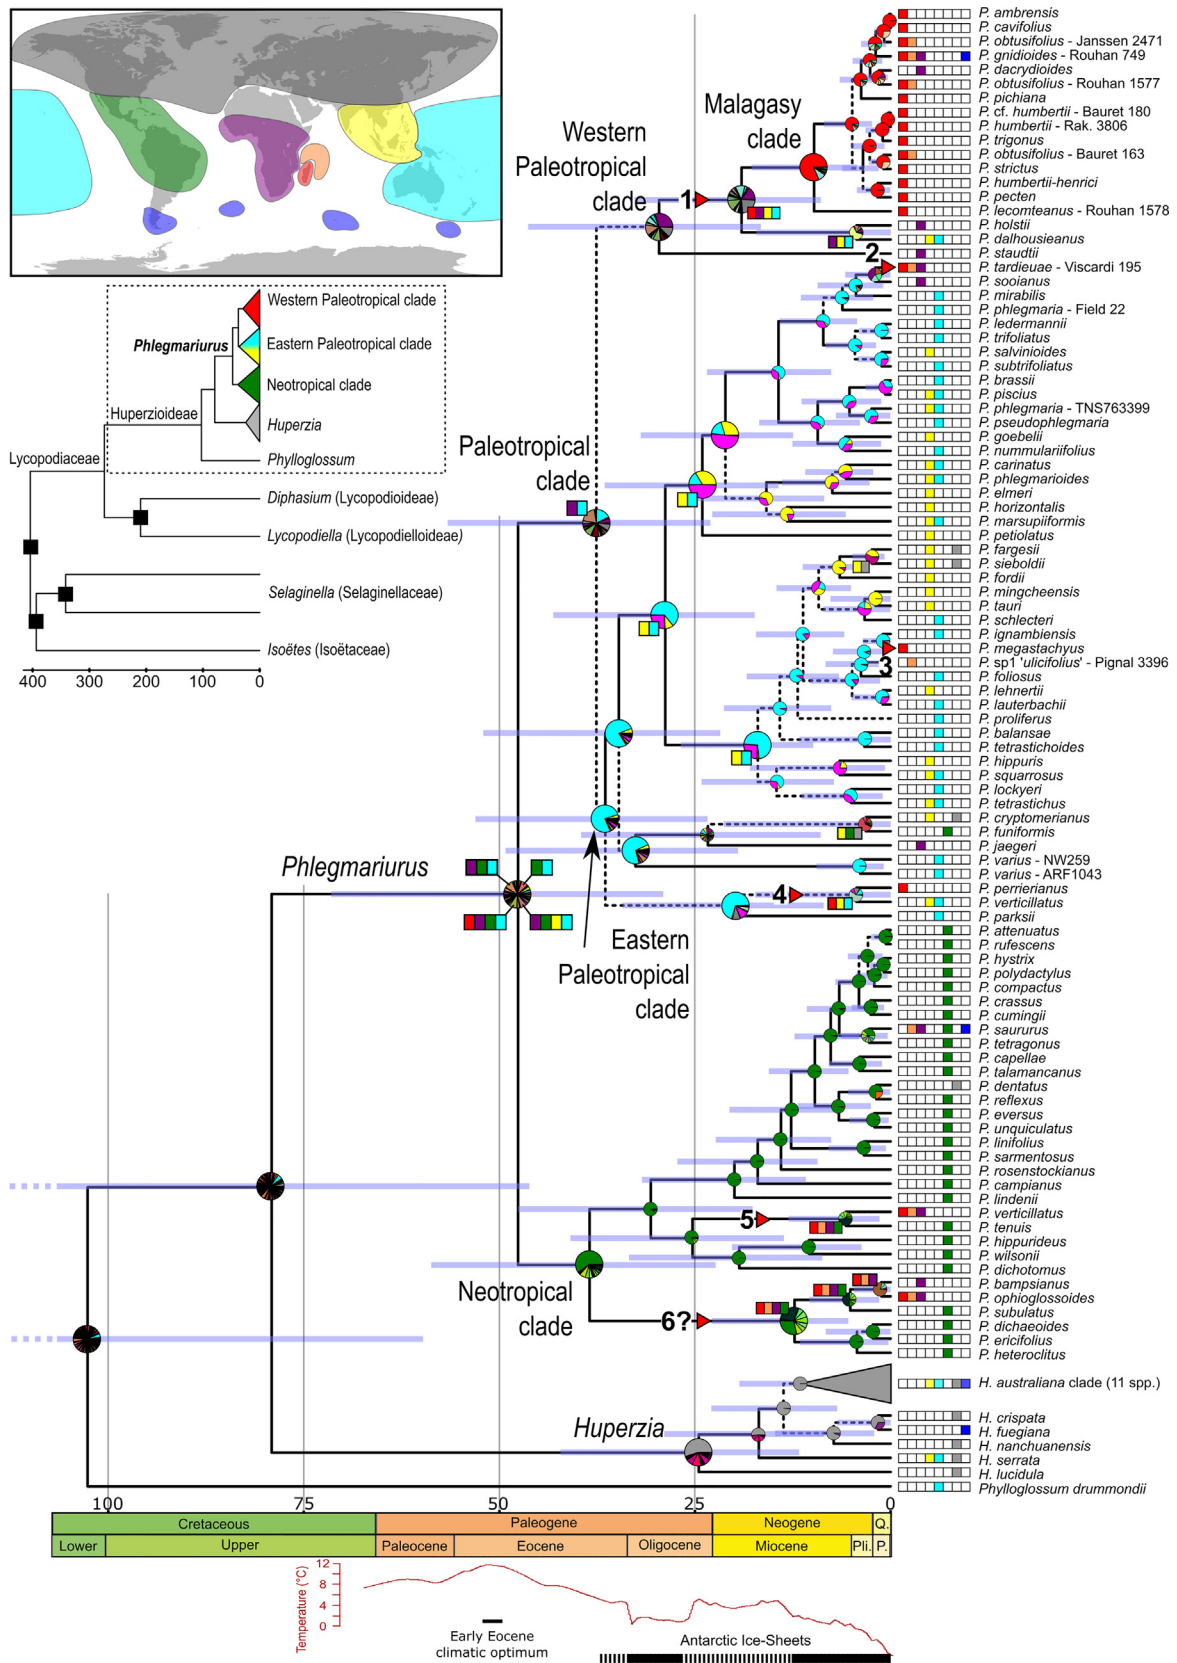 P. ambrensis
P. cavifolius
P. obtusifolius - Janssen 2471
P. gnidioides - Rouhan 749
P. dacrydioides
P. obtusifolius - Rouhan 1577
P. pichiana
P. cf. humbertii - Bauret 180
P. humbertii - Rak. 3806
P. trigonus
P. obtusifolius - Bauret 163
P. strictus
P. humbertii-henrici
P. pecten
P. lecomteanus - Rouhan 1578
P. holstii
P. dalhousieanus
P. staudtii
P. tardieuae - Viscardi 195
P. sooianus
P. mirabilis
P. phlegmaria - Field 22
P. ledermannii
P. trifoliatus
P. salvinioides
P. subtrifoliatus
P. brassii
P. piscius
P. phlegmaria - TNS763399
P. pseudophlegmaria
P. goebelii
P. nummulariifolius
P. carinatus
P. phlegmarioides
P. elmeri
P. horizontalis
P. marsupiiformis
P. petiolatus
P. fargesii
P. sieboldii
P. fordii
P. mingcheensis
P. tauri
P. schlecteri
P. ignambiensis
P. megastachyus
P. sp1 'ulicifolius' - Pignal 3396
P. foliosus
P. lehnertii
P. lauterbachii
P. proliferus
P. balansae
P. tetrastichoides
P. hippuris
P. squarrosus
P. lockyeri
P. tetrastichus
P. cryptomerianus
P. funiformis
P. jaegeri
P. varius - NW259
P. varius - ARF1043
P. perrierianus
P. verticillatus
P. parksii
P. attenuatus
P. rufescens
P. hystrix
P. polydactylus
P. compactus
P. crassus
P. cumingii
P. saururus
P. tetragonus
P. capellae
P. talamancanus
P. dentatus
P. reflexus
P. eversus
P. unquiculatus
P. linifolius
P. sarmentosus
P. rosenstockianus
P. campianus
P. lindenii
P. verticillatus
P. tenuis
P. hippurideus
P. wilsonii
P. dichotomus
P. bampsianus
P. ophioglossoides
P. subulatus
P. dichaeoides
P. ericifolius
P. heteroclitus
H. australiana clade (11 spp.)
H. crispata
H. fuegiana
H. nanchuanensis
H. serrata
H. lucidula
Phylloglossum drummondii
Malagasy
clade
Western
Paleotropical
clade
1
2
3
4
5
6?
Western Paleotropical clade
Phlegmariurus
Eastern Paleotropical clade
Neotropical clade
Huperzioideae
Huperzia
Lycopodiaceae
Phylloglossum
Diphasium (Lycopodioideae)
Lycopodiella (Lycopodielloideae)
Selaginella (Selaginellaceae)
Isoëtes (Isoëtaceae)
400 300 200 100 0
Paleotropical
clade
Phlegmariurus
Eastern
Paleotropical
clade
Neotropical
clade
Huperzia
100 75 50 25 0
Cretaceous Paleogene Neogene Q.
Lower Upper Paleocene Eocene Oligocene Miocene Pli. P.
Temperature (°C)
12
8
4
0
Early Eocene
climatic optimum
Antarctic Ice-Sheets